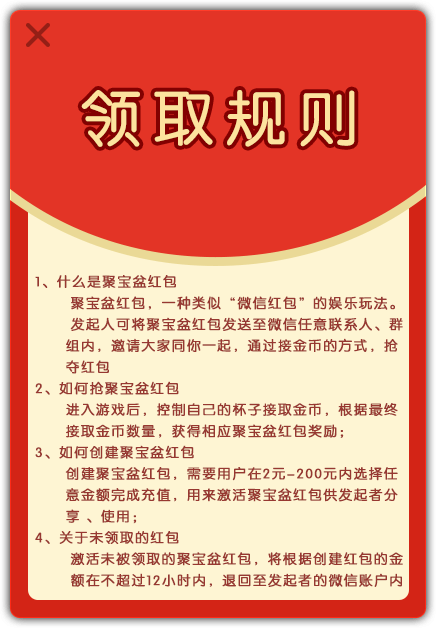 领取规则
1、什么是聚宝盆红包
聚宝盆红包，一种类似“微信红包”的娱乐玩法。
发起人可将聚宝盆红包发送至微信任意联系人、群
组内，邀请大家同你一起，通过接金币的方式，抢
夺红包
2、如何抢聚宝盆红包
进入游戏后，控制自己的杯子接取金币，根据最终
接取金币数量，获得相应聚宝盆红包奖励；
3、如何创建聚宝盆红包
创建聚宝盆红包，需要用户在2元-200元内选择任
意金额完成充值，用来激活聚宝盆红包供发起者分
享 、使用；
4、关于未领取的红包
激活未被领取的聚宝盆红包，将根据创建红包的金
额在不超过12小时内，退回至发起者的微信账户内